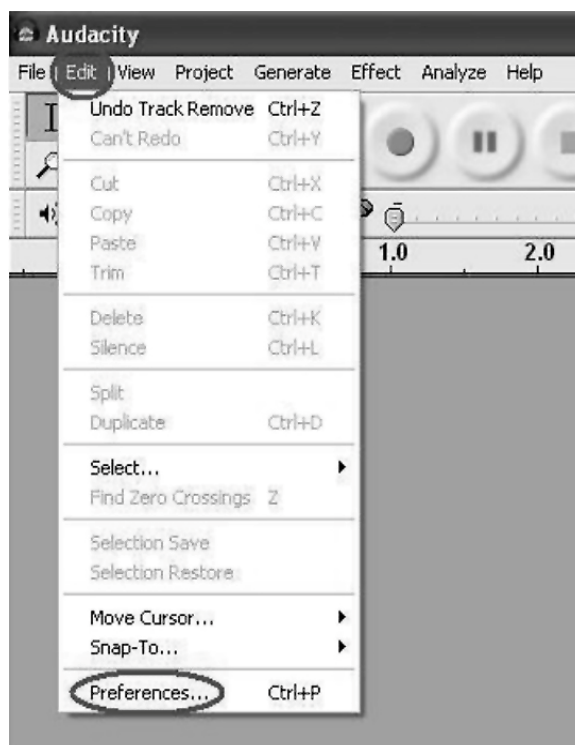 Audacity
File Edit View Project Generate Effect Analyze Help
Undo Track Remove Ctrl+Z
Can't Redo Ctrl+Y
Cut Ctrl+X
Copy Ctrl+C
Paste Ctrl+V
Trim Ctrl+T
1.0 2.0
Delete Ctrl+K
Silence Ctrl+L
Split
Duplicate Ctrl+D
Select...
Find Zero Crossings Z
Selection Save
Selection Restore
Move Cursor...
Snap-To...
Preferences... Ctrl+P